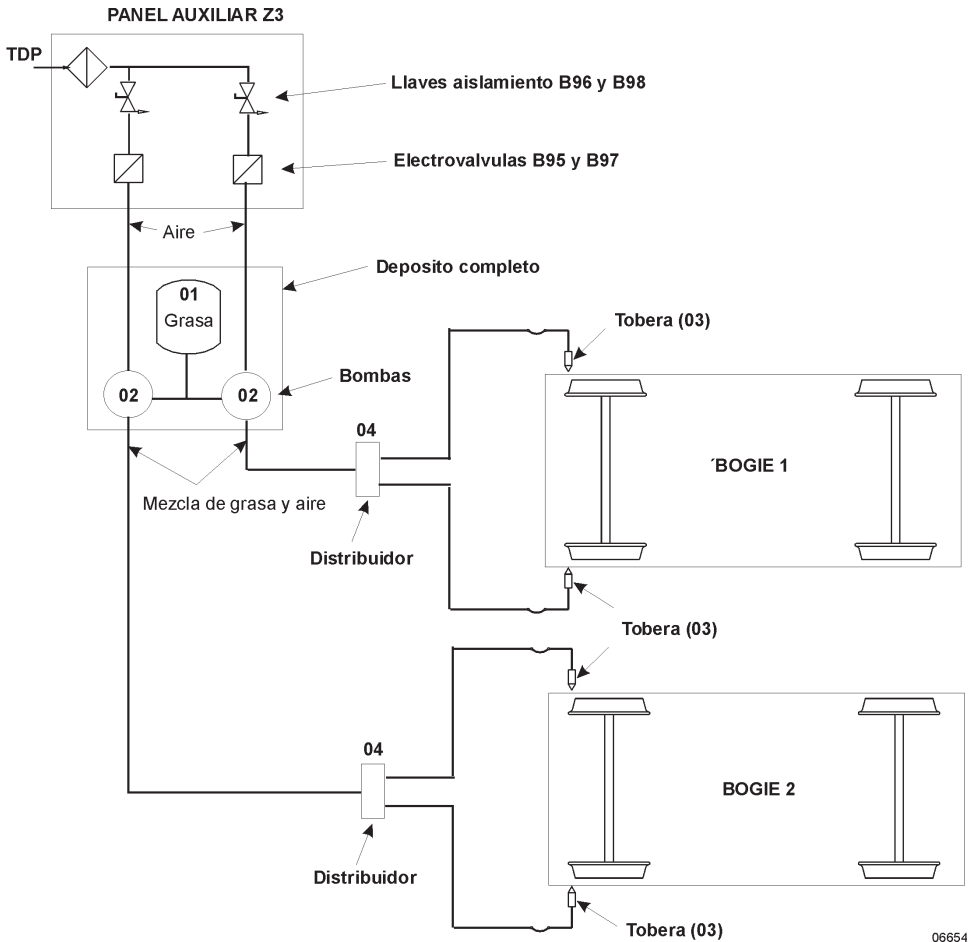 PANEL AUXILIAR Z3
TDP
Llaves aislamiento B96 y B98
Electrovalvulas B95 y B97
Aire
Deposito completo
01
Grasa
Tobera (03)
Bombas
02
02
04
´BOGIE 1
Mezcla de grasa y aire
Distribuidor
Tobera (03)
04
BOGIE 2
Distribuidor
Tobera (03)
06654